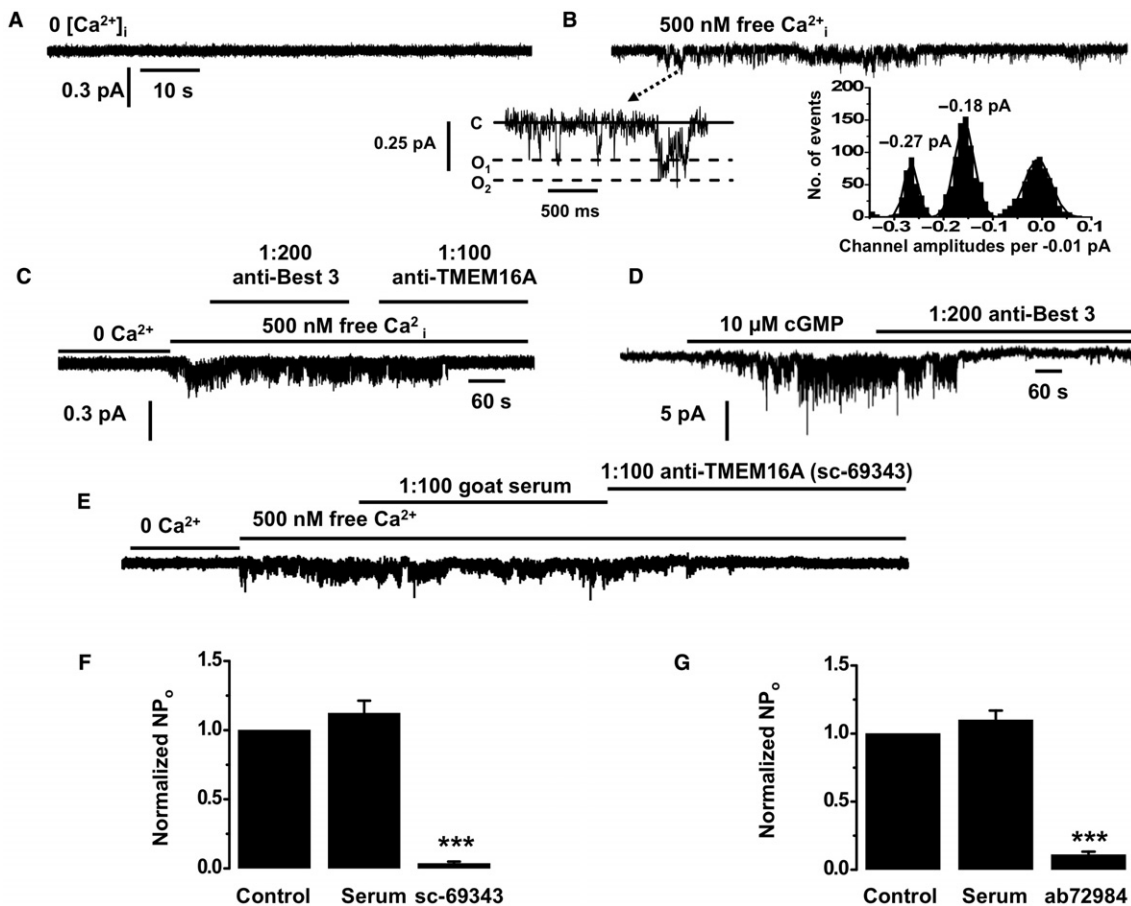 A
0 [Ca²⁺]ᵢ
0.3 pA
10 s
B
500 nM free Ca²⁺ᵢ
C
O₁
O₂
0.25 pA
500 ms
No. of events
200
150
100
50
0
−0.27 pA
−0.18 pA
−0.3
−0.2
−0.1
0.0
0.1
Channel amplitudes per -0.01 pA
C
1:200
anti-Best 3
1:100
anti-TMEM16A
0 Ca²⁺
500 nM free Ca²ᵢ
0.3 pA
60 s
D
10 µM cGMP
1:200 anti-Best 3
5 pA
60 s
E
0 Ca²⁺
500 nM free Ca²⁺
1:100 goat serum
1:100 anti-TMEM16A (sc-69343)
F
Normalized NPₒ
1.5
1.0
0.5
0.0
***
Control
Serum
sc-69343
G
Normalized NPₒ
1.5
1.0
0.5
0.0
***
Control
Serum
ab72984